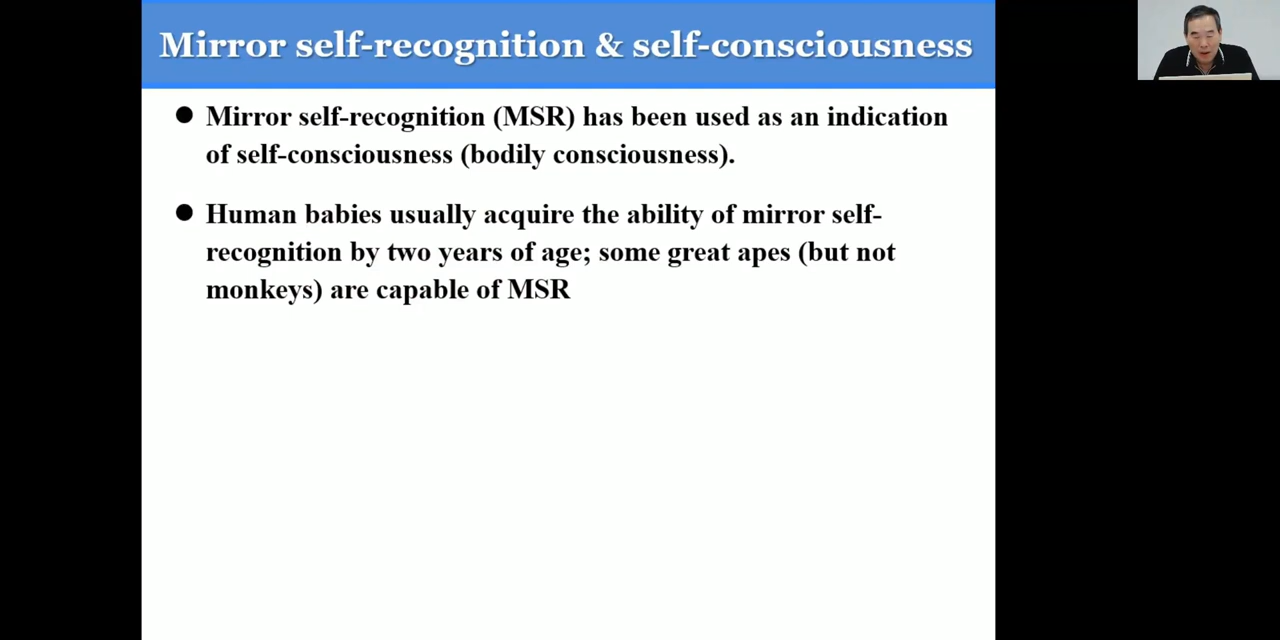 Mirror self-recognition & self-consciousness
● Mirror self-recognition (MSR) has been used as an indication
of self-consciousness (bodily consciousness).
● Human babies usually acquire the ability of mirror self-
recognition by two years of age; some great apes (but not
monkeys) are capable of MSR